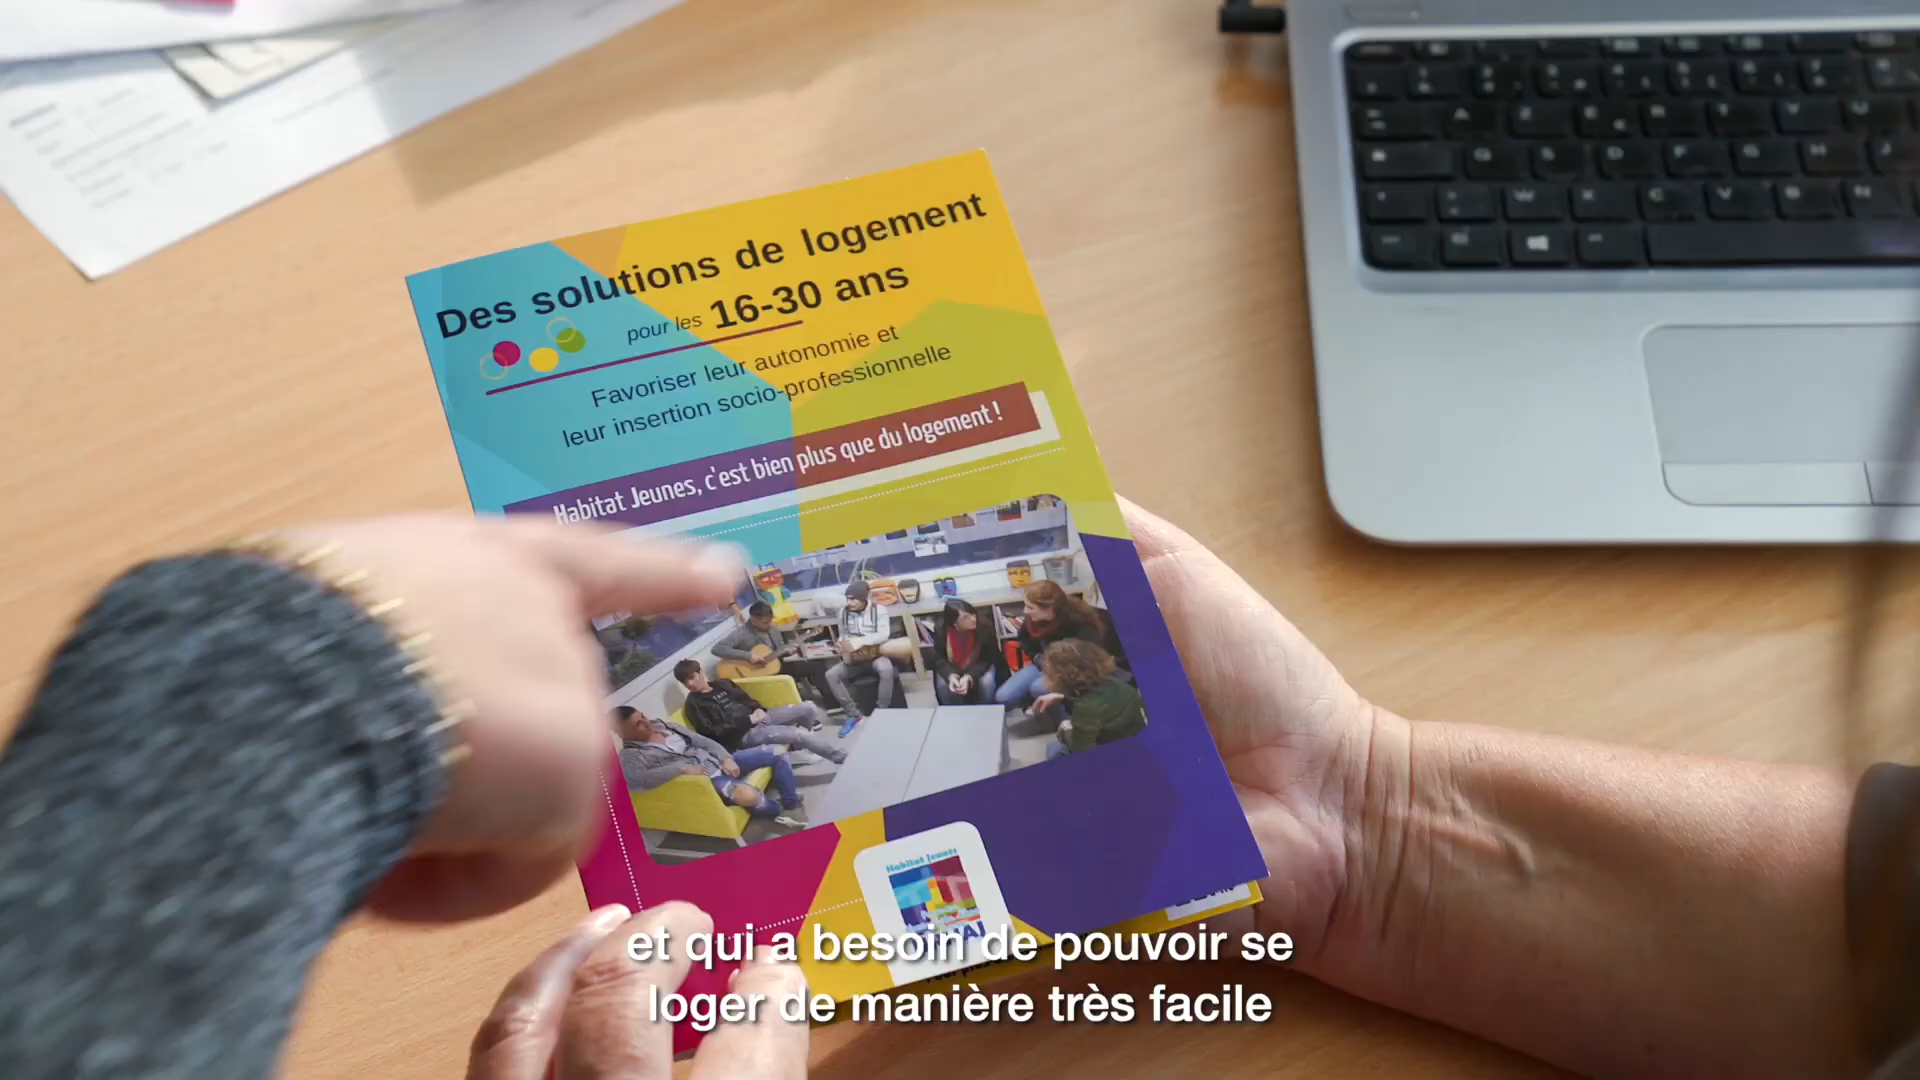 Des solutions de logement
pour les 16-30 ans
Favoriser leur autonomie et
leur insertion socio-professionnelle
Habitat Jeunes, c'est bien plus que du logement !
Habitat Jeunes
et qui a besoin de pouvoir se
loger de manière très facile